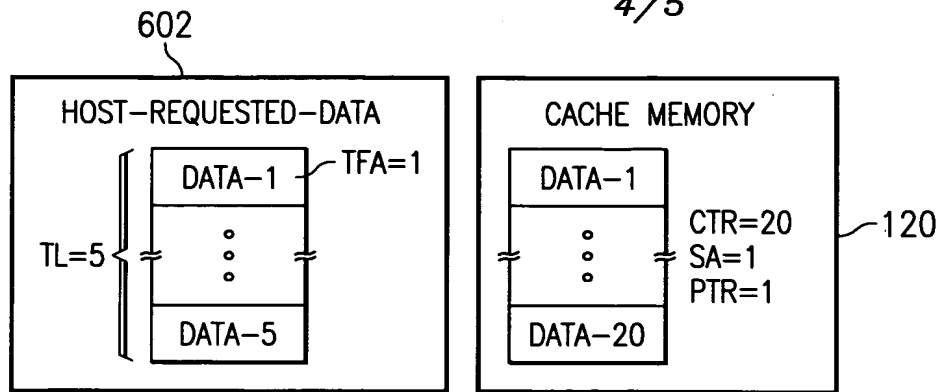 4/5
602
HOST-REQUESTED-DATA
DATA-1
TFA=1
TL=5
DATA-5
CACHE MEMORY
DATA-1
CTR=20
SA=1
PTR=1
DATA-20
120